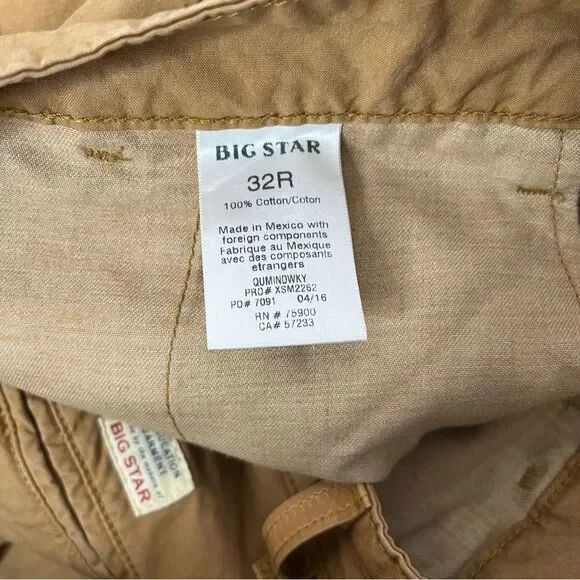 BIG STAR
32R
100% Cotton/Coton
Made in Mexico with
foreign components
Fabrique au Mexique
avec des composants
etrangers
QUMINDWKY
PRO# XSM2262
PO# 7091 04/16
RN # 75900
CA# 57233
BIG STAR